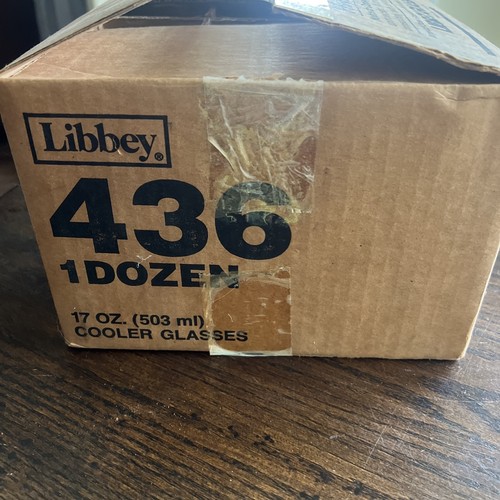 Libbey®
436
1 DOZEN
17 OZ. (503 ml)
COOLER GLASSES